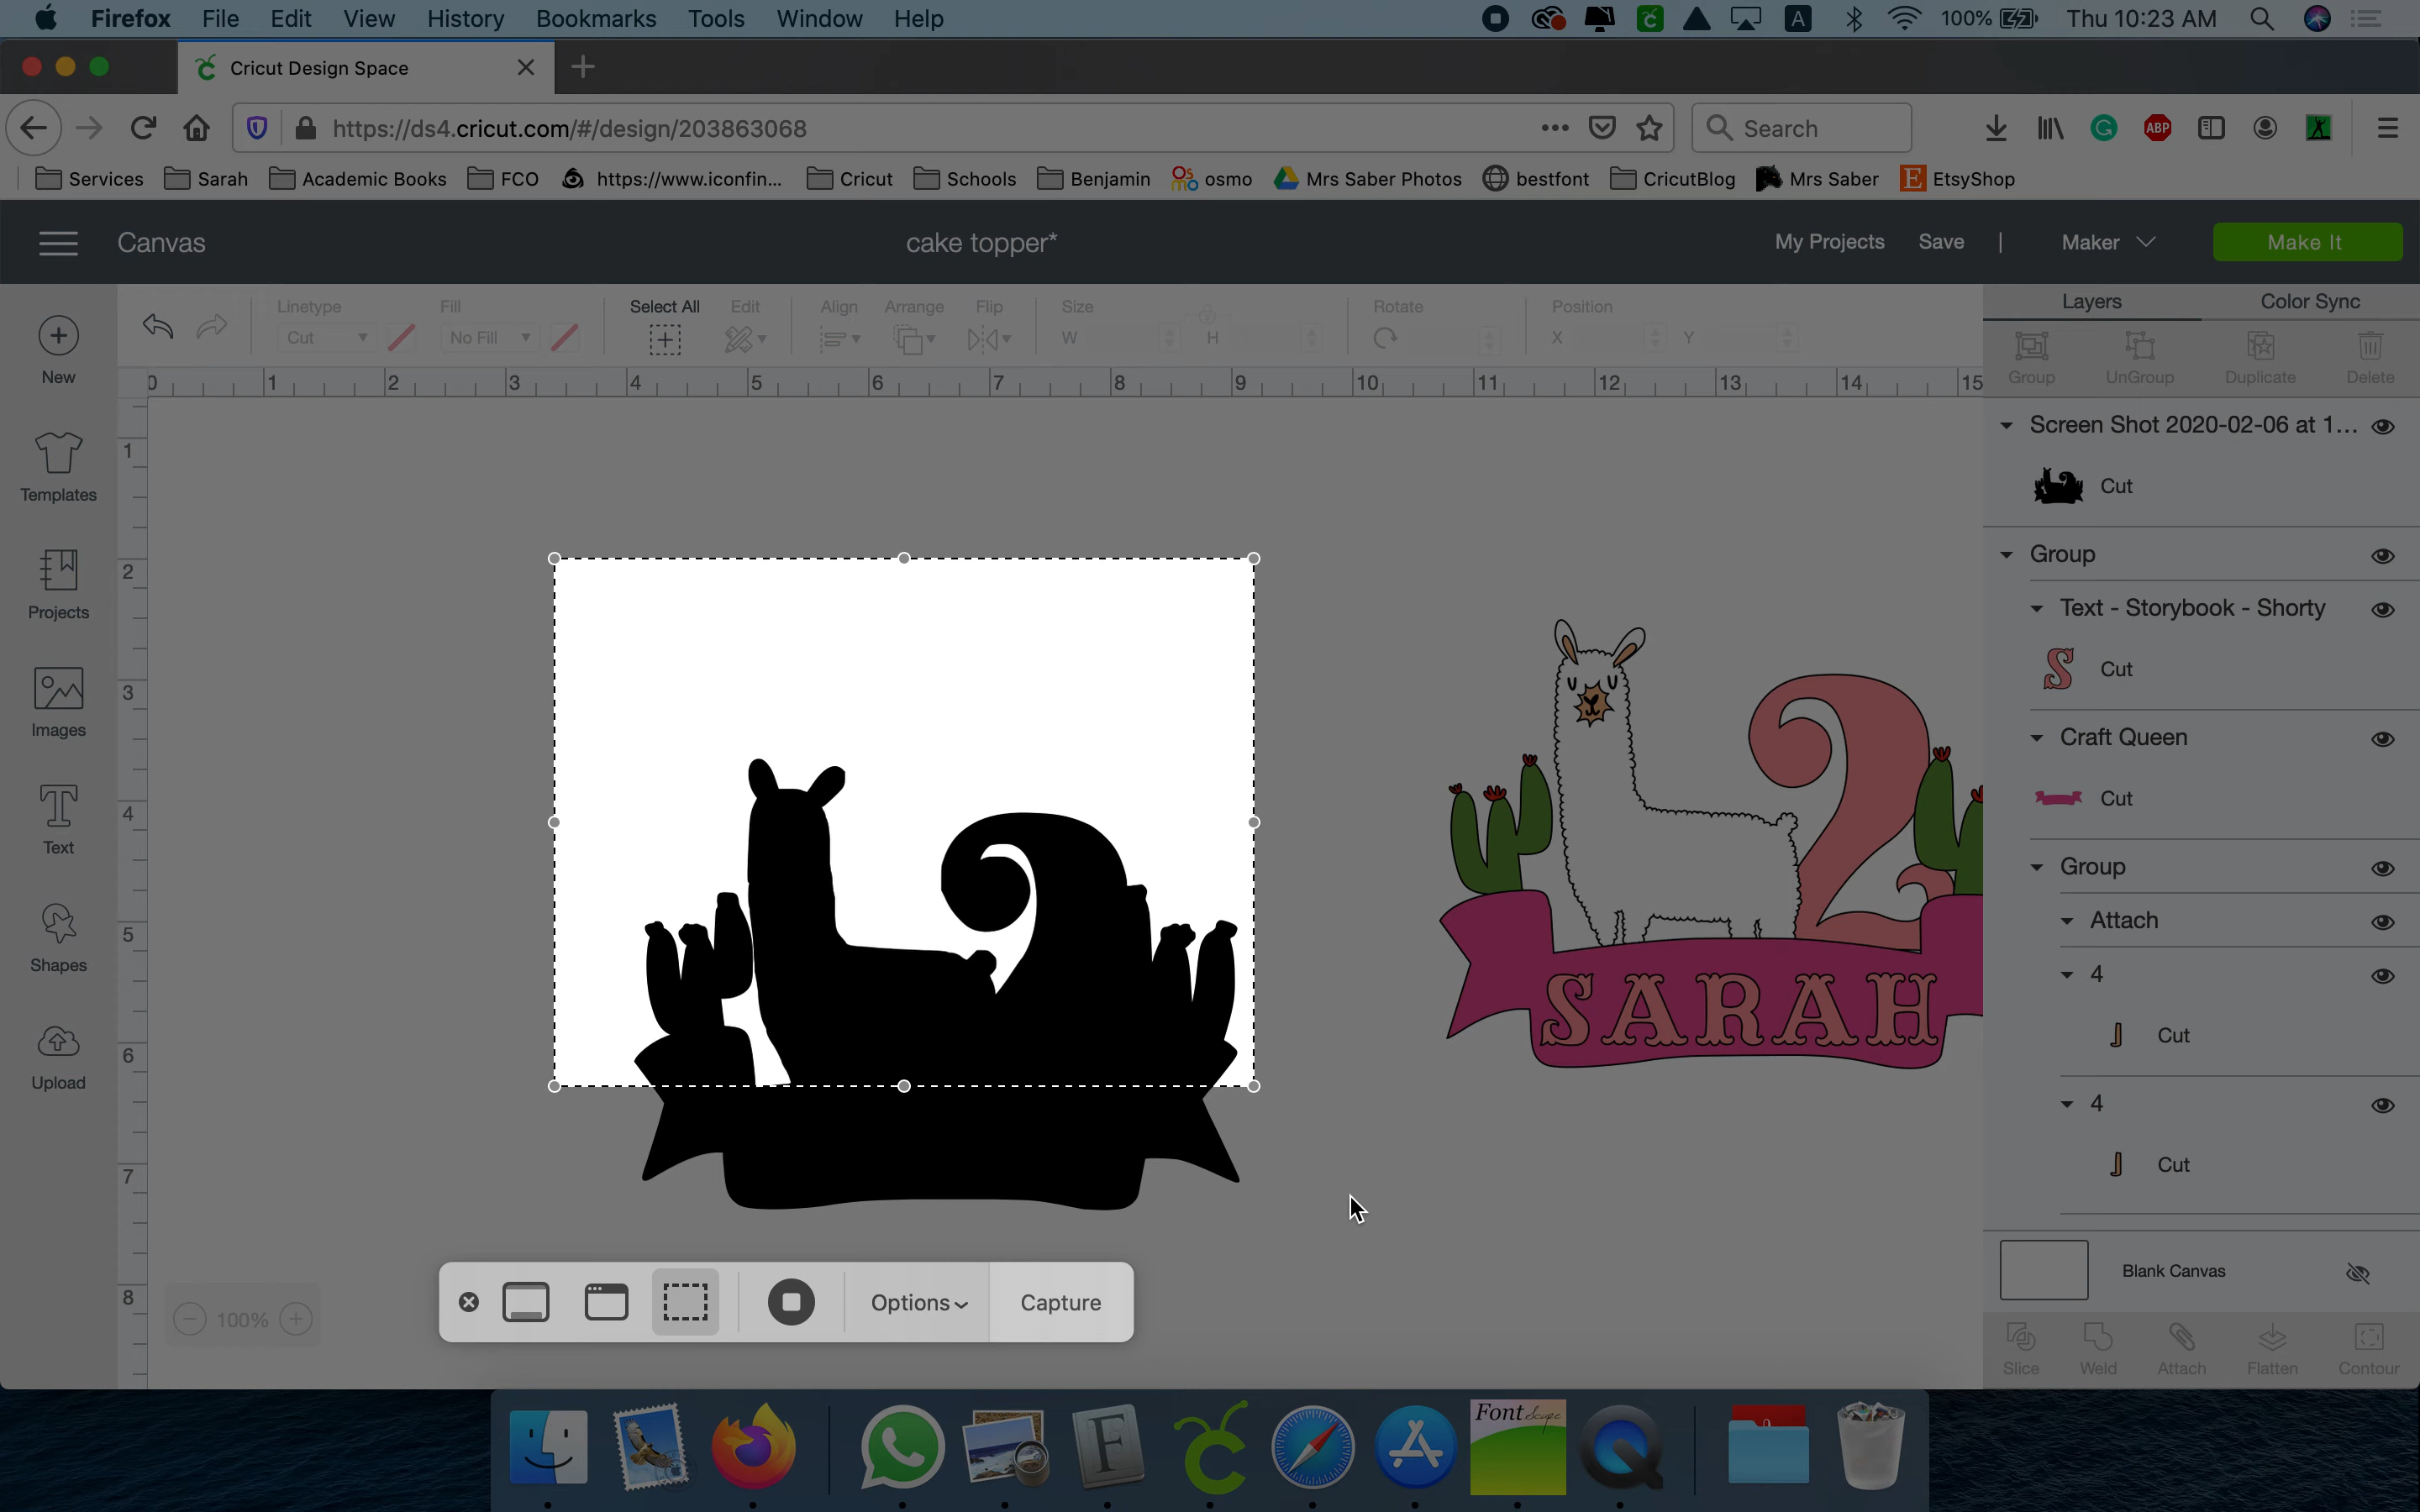 Firefox File Edit View History Bookmarks Tools Window Help A 100% Thu 10:23 AM
Cricut Design Space
https://ds4.cricut.com/#/design/203863068 Search ABP
Services Sarah Academic Books FCO https://www.iconfin... Cricut Schools Benjamin osmo Mrs Saber Photos bestfont CricutBlog Mrs Saber EtsyShop
Canvas cake topper* My Projects Save | Maker Make It
Linetype Fill Select All Edit Align Arrange Flip Size Rotate Position
Cut No Fill W H X Y
Layers Color Sync
Group UnGroup Duplicate Delete
0 1 2 3 4 5 6 7 8 9 10 11 12 13 14 15
1
2
3
4
5
6
7
8
New
Templates
Projects
Images
Text
Shapes
Upload
SARAH
2
Screen Shot 2020-02-06 at 1...
Cut
Group
Text - Storybook - Shorty
S Cut
Craft Queen
Cut
Group
Attach
4
Cut
4
Cut
Blank Canvas
Slice Weld Attach Flatten Contour
100%
Options Capture
F
Font Scape